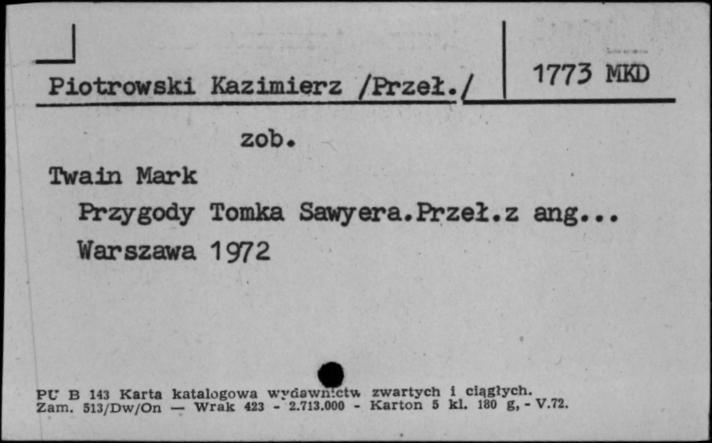 Piotrowski Kazimierz /Przeł./
1773 MKD
zob.
Twain Mark
Przygody Tomka Sawyera.Przeł.z ang...
Warszawa 1972
PU B 143 Karta katalogowa wydawnictw zwartych i ciągłych.
Zam. 513/Dw/On — Wrak 423 - 2.713.000 - Karton 5 kl. 180 g, - V.72.